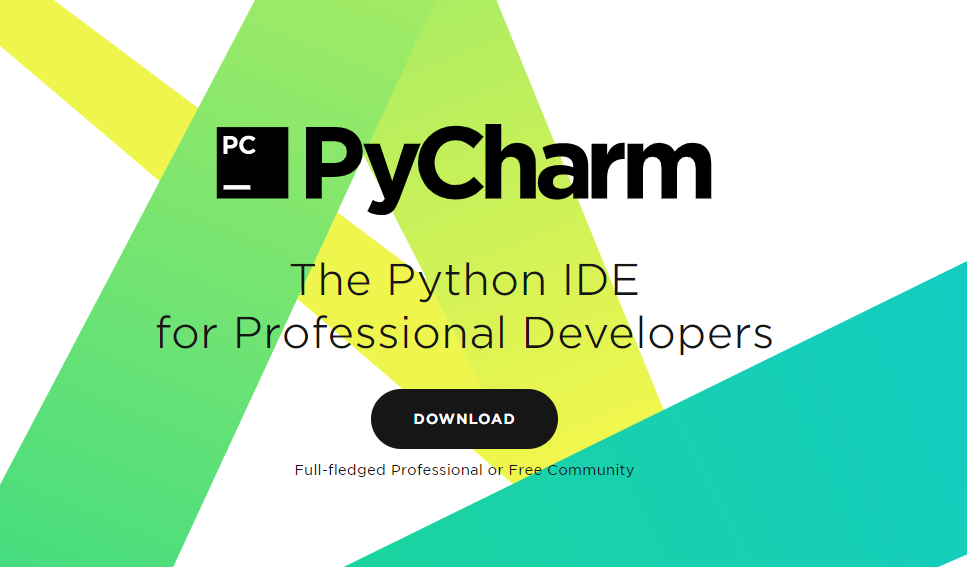 PC
PyCharm
The Python IDE
for Professional Developers
DOWNLOAD
Full-fledged Professional or Free Community